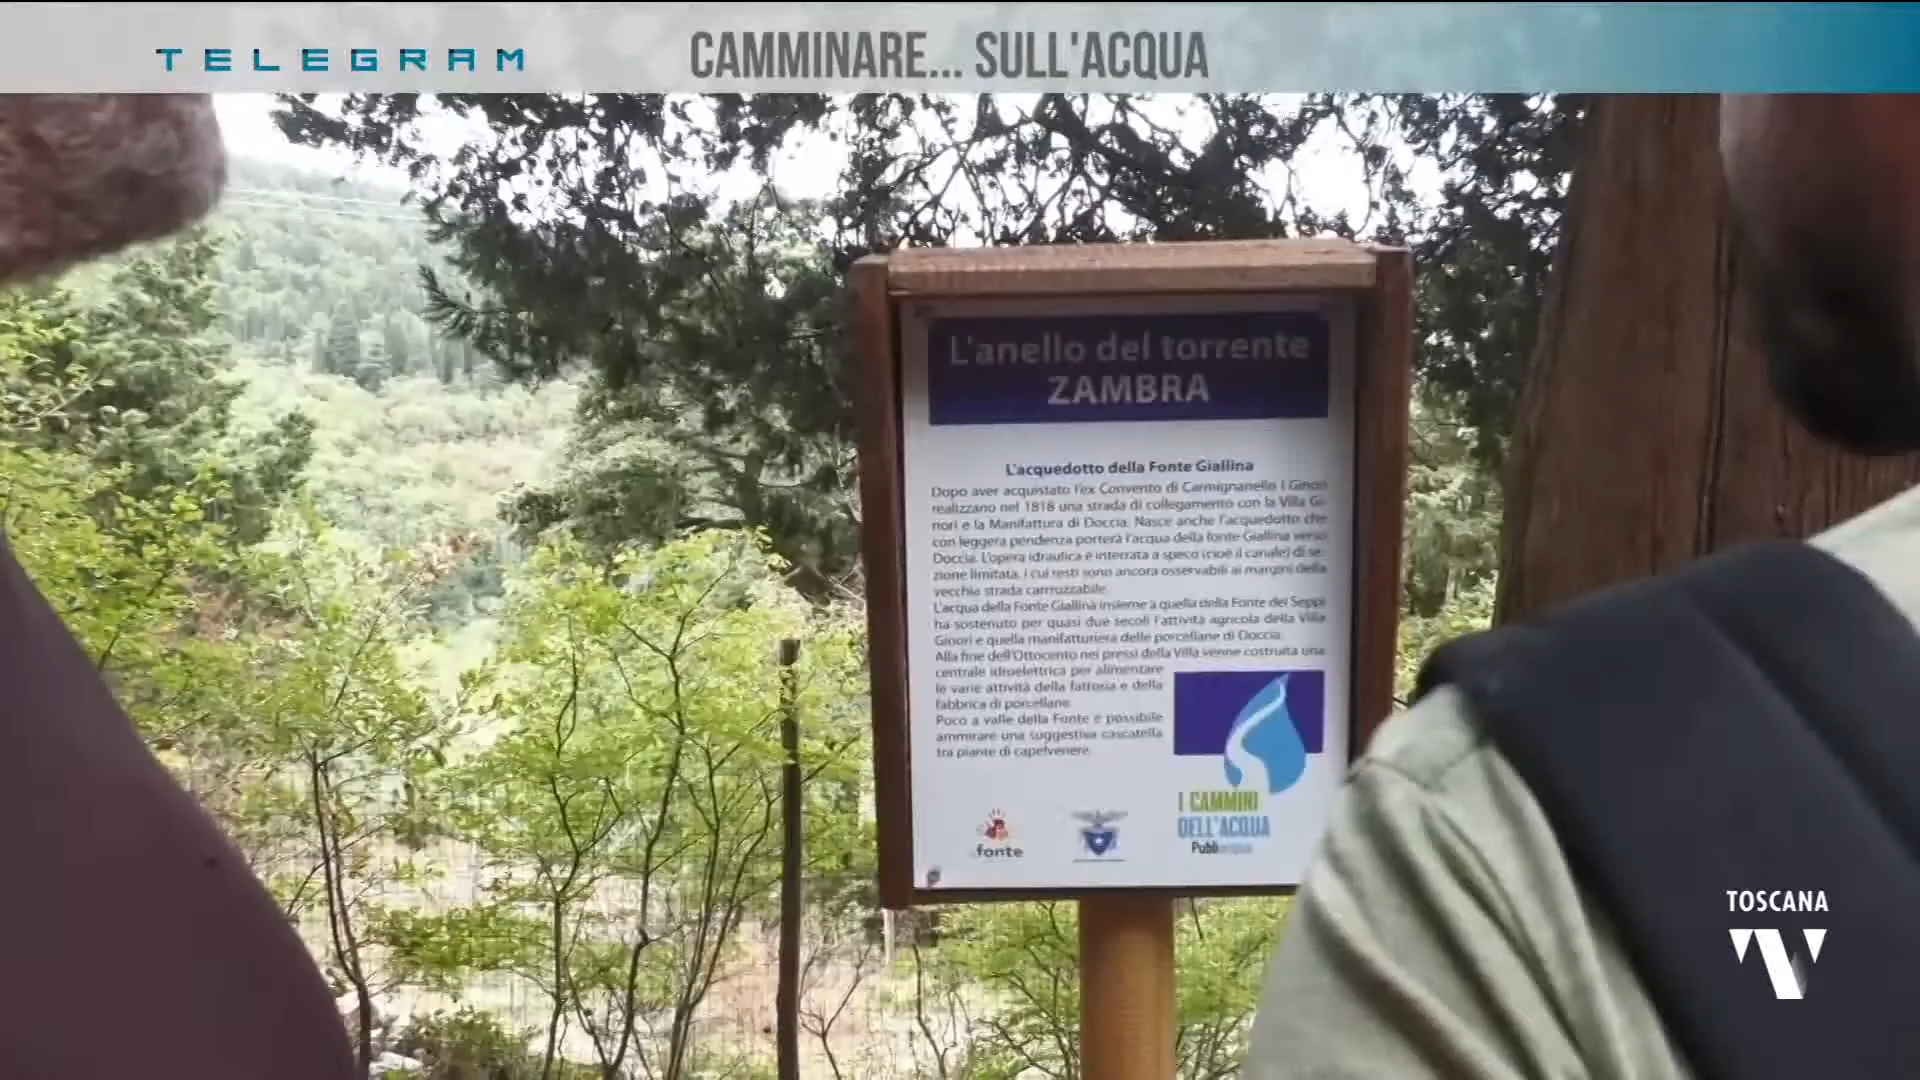 TELEGRAM
CAMMINARE... SULL'ACQUA
L'anello del torrente
ZAMBRA
L'acquedotto della Fonte Giallina
Dopo aver acquistato l'ex Convento di Carmignanello i Ginori
realizzano nel 1818 una strada di collegamento con la Villa Gi-
nori e la Manifattura di Doccia. Nasce anche l'acquedotto che
con leggera pendenza porterà l'acqua della fonte Giallina verso
Doccia. L'opera idraulica è interrata a speco (cioè il canale) di se-
zione limitata, i cui resti sono ancora osservabili ai margini della
vecchia strada carrozzabile.
L'acqua della Fonte Giallina insieme a quella della Fonte dei Seppi
ha sostenuto per quasi due secoli l'attività agricola della Villa
Ginori e quella manifatturiera delle porcellane di Doccia.
Alla fine dell'Ottocento nei pressi della Villa venne costruita una
centrale idroelettrica per alimentare
le varie attività della fattoria e della
fabbrica di porcellane.
Poco a valle della Fonte è possibile
ammirare una suggestiva cascatella
tra piante di capelvenere.
fonte
I CAMMINI
DELL'ACQUA
Publiacqua
TOSCANA
TV